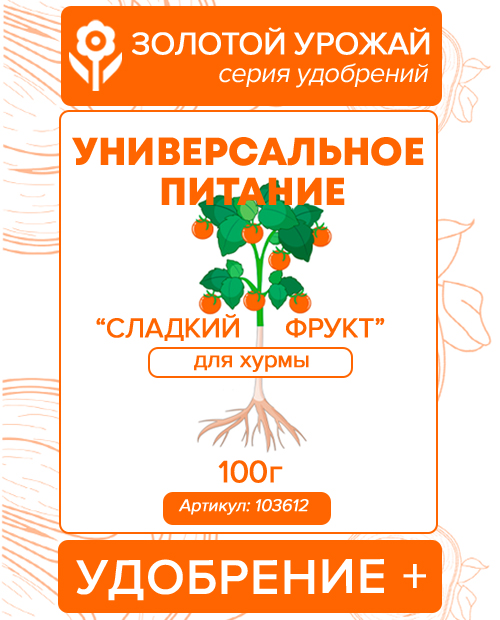 ЗОЛОТОЙ УРОЖАЙ
серия удобрений
УНИВЕРСАЛЬНОЕ
ПИТАНИЕ
“СЛАДКИЙ ФРУКТ”
для хурмы
100г
Артикул: 103612
УДОБРЕНИЕ +